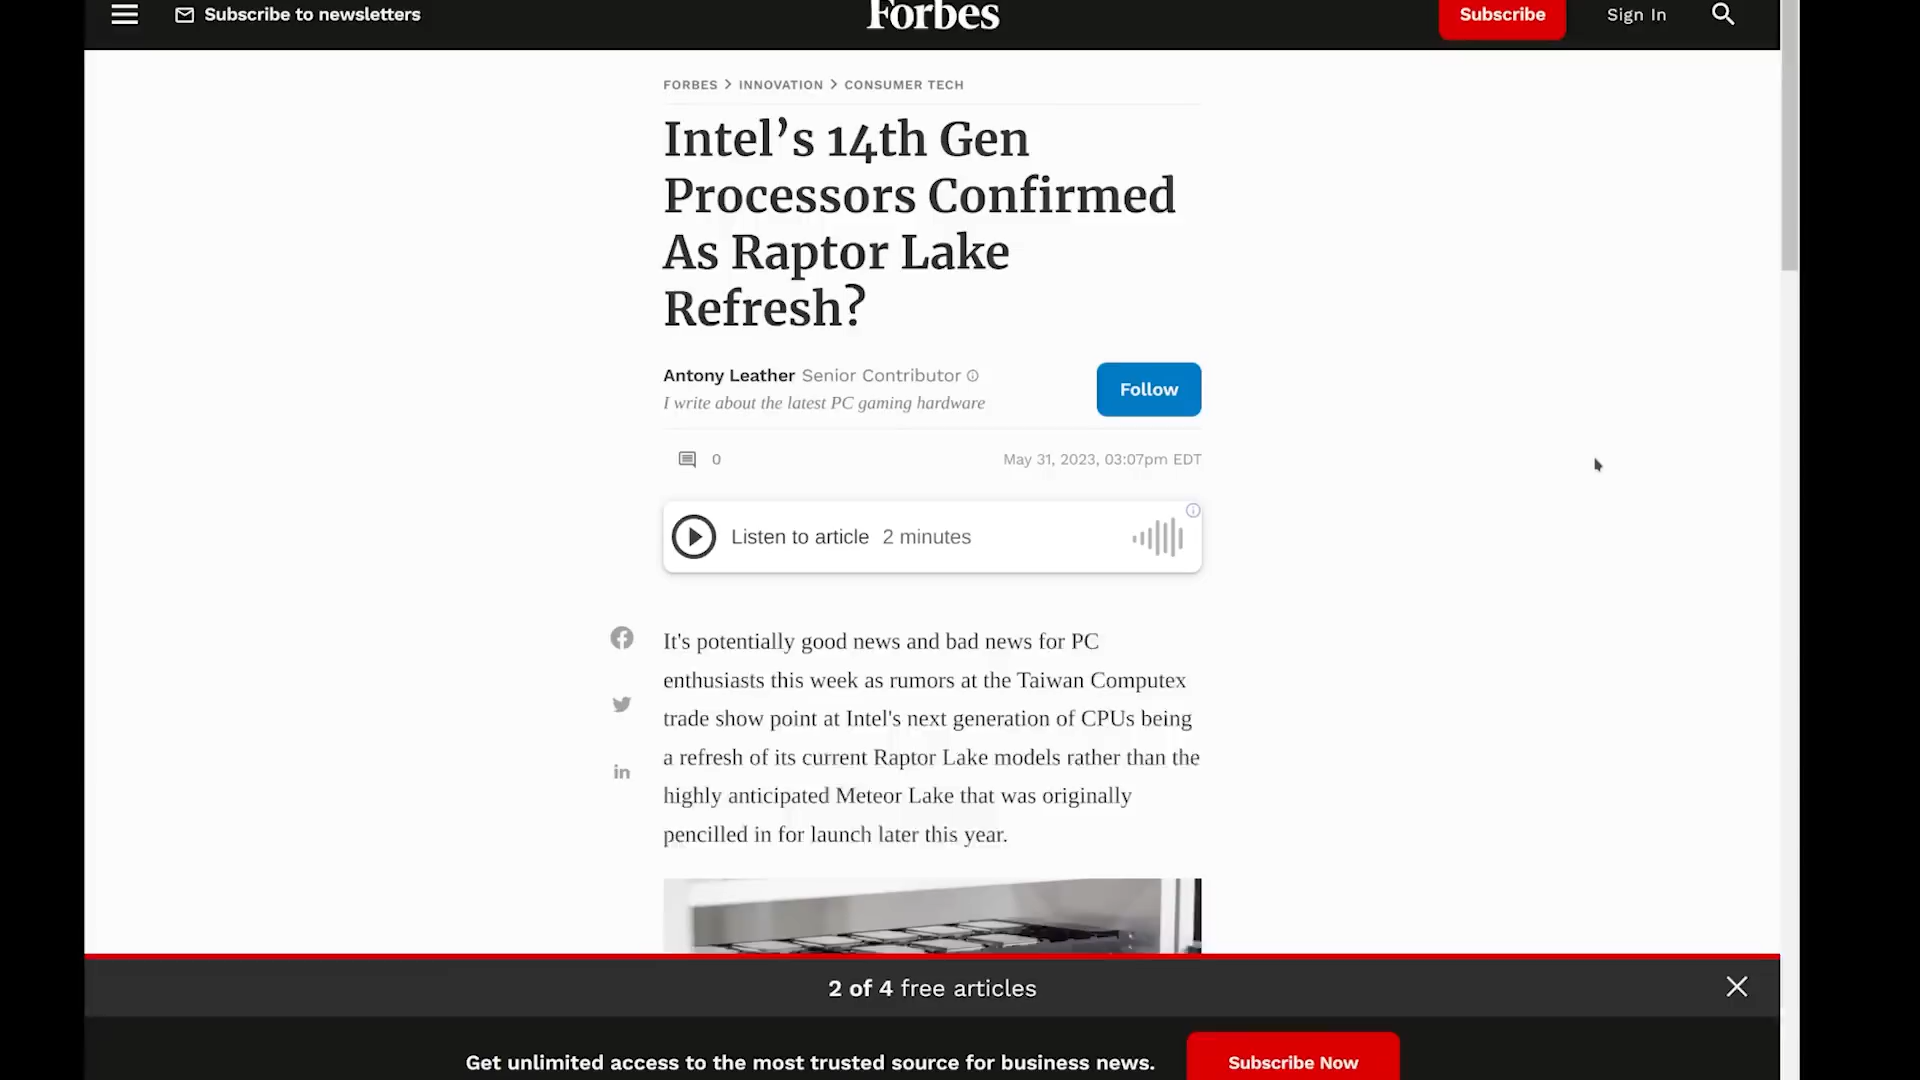 Subscribe to newsletters
Forbes
Subscribe
Sign In
FORBES > INNOVATION > CONSUMER TECH
Intel’s 14th Gen
Processors Confirmed
As Raptor Lake
Refresh?
Antony Leather Senior Contributor
I write about the latest PC gaming hardware
Follow
0
May 31, 2023, 03:07pm EDT
Listen to article 2 minutes
It's potentially good news and bad news for PC
enthusiasts this week as rumors at the Taiwan Computex
trade show point at Intel's next generation of CPUs being
a refresh of its current Raptor Lake models rather than the
highly anticipated Meteor Lake that was originally
pencilled in for launch later this year.
2 of 4 free articles
Get unlimited access to the most trusted source for business news.
Subscribe Now